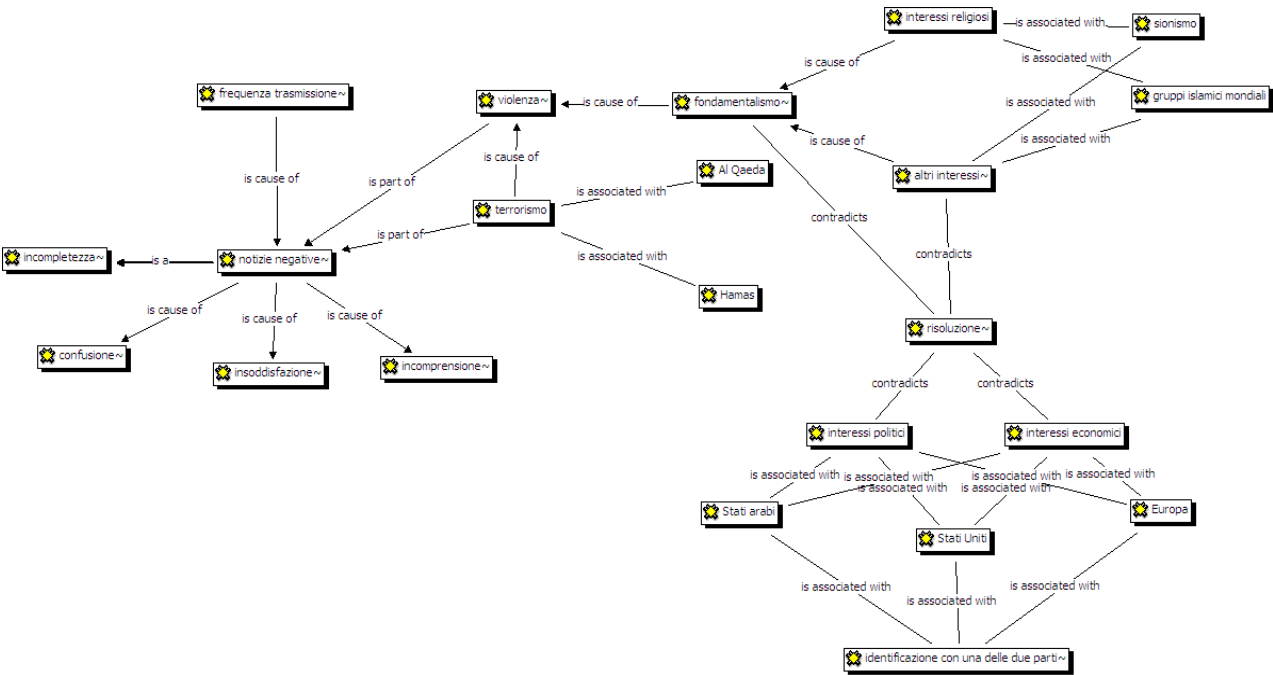 interessi religiosi
is associated with
sionismo
is associated with
is cause of
frequenza trasmissione~
violenza~
is cause of
fondamentalismo~
is associated with
gruppi islamici mondiali
is cause of
is associated with
is cause of
Al Qaeda
altri interessi~
is cause of
is part of
is associated with
terrorismo
contradicts
is part of
incompletezza~
is a
notizie negative~
is associated with
contradicts
Hamas
is cause of
is cause of
is cause of
risoluzione~
confusione~
insoddisfazione~
incomprensione~
contradicts
contradicts
interessi politici
interessi economici
is associated with
is associated with
is associated with
is associated with
is associated with
is associated with
Stati arabi
Europa
Stati Uniti
is associated with
is associated with
is associated with
identificazione con una delle due parti~